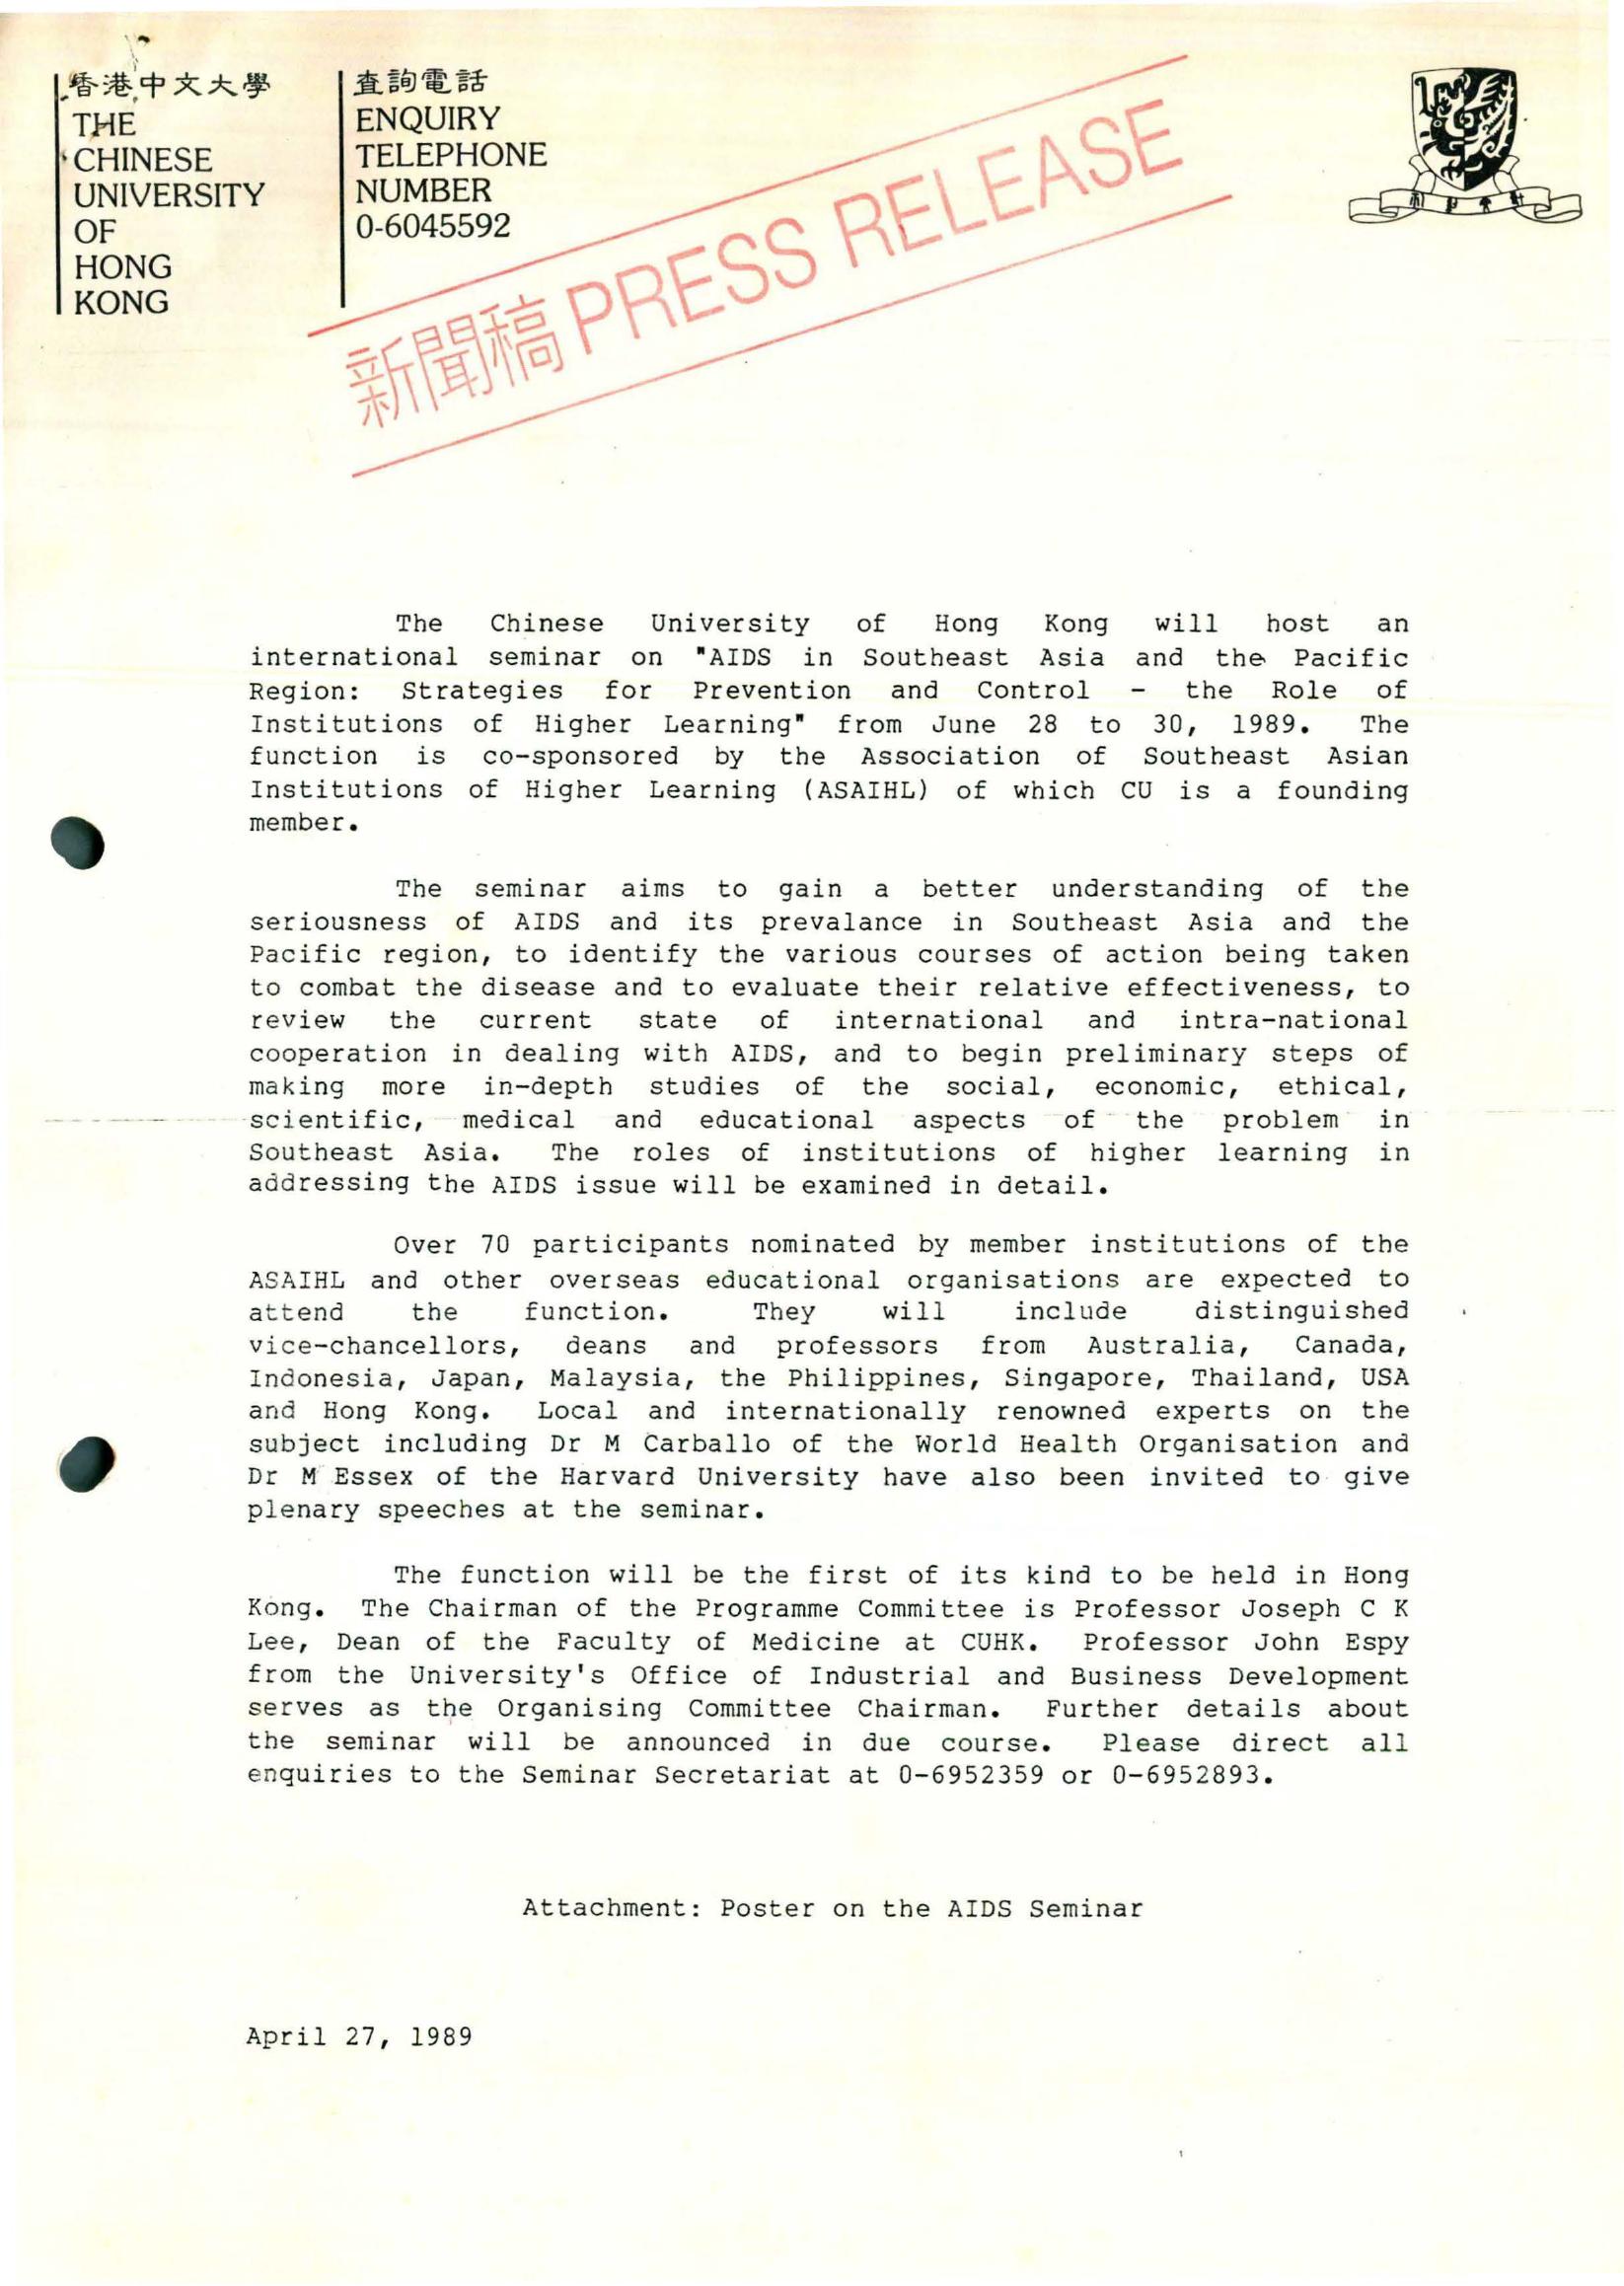 香港中文大學
THE
CHINESE
UNIVERSITY
OF
HONG
KONG
查詢電話
ENQUIRY
TELEPHONE
NUMBER
0-6045592
新聞稿 PRESS RELEASE
The Chinese University of Hong Kong will host an
international seminar on "AIDS in Southeast Asia and the Pacific
Region: Strategies for Prevention and Control - the Role of
Institutions of Higher Learning" from June 28 to 30, 1989. The
function is co-sponsored by the Association of Southeast Asian
Institutions of Higher Learning (ASAIHL) of which CU is a founding
member.
The seminar aims to gain a better understanding of the
seriousness of AIDS and its prevalance in Southeast Asia and the
Pacific region, to identify the various courses of action being taken
to combat the disease and to evaluate their relative effectiveness, to
review the current state of international and intra-national
cooperation in dealing with AIDS, and to begin preliminary steps of
making more in-depth studies of the social, economic, ethical,
scientific, medical and educational aspects of the problem in
Southeast Asia. The roles of institutions of higher learning in
addressing the AIDS issue will be examined in detail.
Over 70 participants nominated by member institutions of the
ASAIHL and other overseas educational organisations are expected to
attend the function. They will include distinguished
vice-chancellors, deans and professors from Australia, Canada,
Indonesia, Japan, Malaysia, the Philippines, Singapore, Thailand, USA
and Hong Kong. Local and internationally renowned experts on the
subject including Dr M Carballo of the World Health Organisation and
Dr M Essex of the Harvard University have also been invited to give
plenary speeches at the seminar.
The function will be the first of its kind to be held in Hong
Kong. The Chairman of the Programme Committee is Professor Joseph C K
Lee, Dean of the Faculty of Medicine at CUHK. Professor John Espy
from the University's Office of Industrial and Business Development
serves as the Organising Committee Chairman. Further details about
the seminar will be announced in due course. Please direct all
enquiries to the Seminar Secretariat at 0-6952359 or 0-6952893.
Attachment: Poster on the AIDS Seminar
April 27, 1989